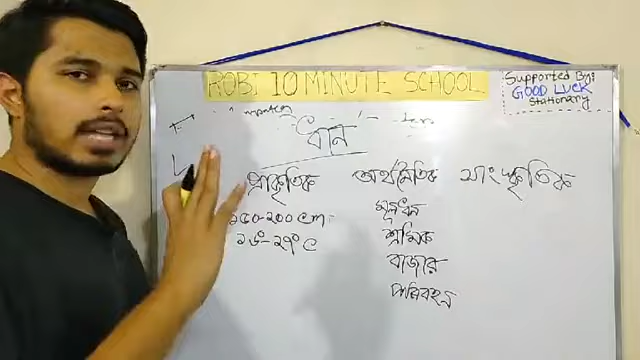 ROBI 10 MINUTE SCHOOL
Supported By:
GOOD LUCK
Stationary
ধান
প্রাকৃতিক অর্থনৈতিক সাংস্কৃতিক
১৫০-২০০ cm মূলধন
১৬°-২৭°C শ্রমিক
বাজার
পরিবহন